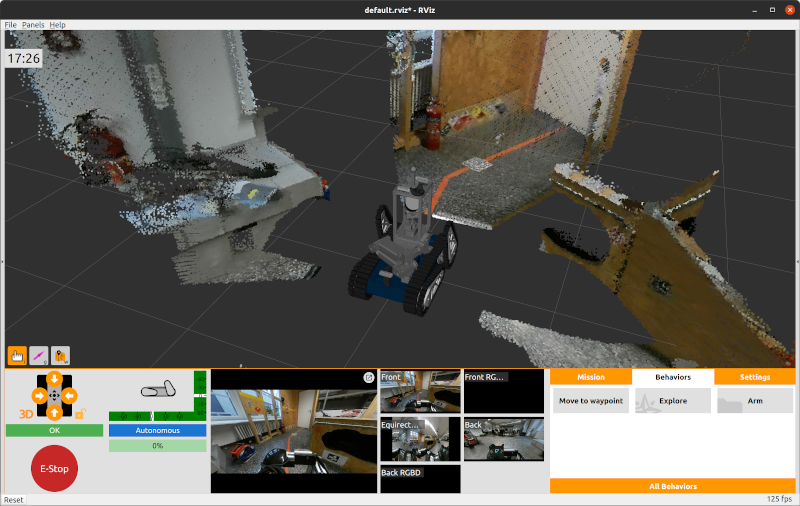 default.rviz* - RViz
File Panels Help
17:26
3D
OK
E-Stop
Autonomous
0%
Front
Front RG...
Equirect...
Back
Back RGBD
Mission
Behaviors
Settings
Move to waypoint
Explore
Arm
All Behaviors
Reset
125 fps